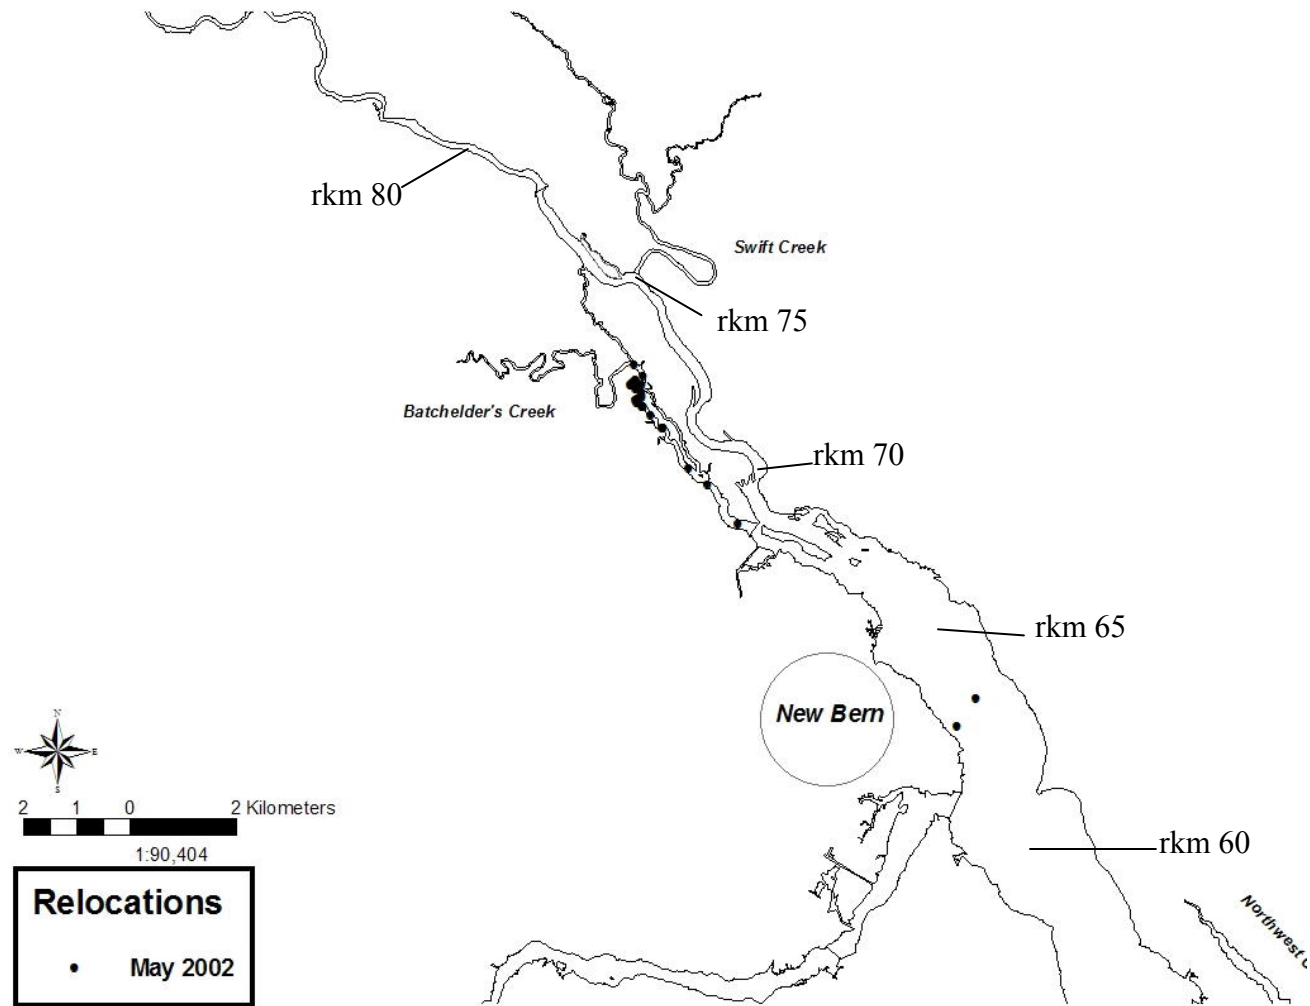 rkm 80
Swift Creek
rkm 75
Batchelder's Creek
rkm 70
rkm 65
New Bern
N
W E
S
2 1 0 2 Kilometers
1:90,404
rkm 60
Relocations
May 2002
Northwest